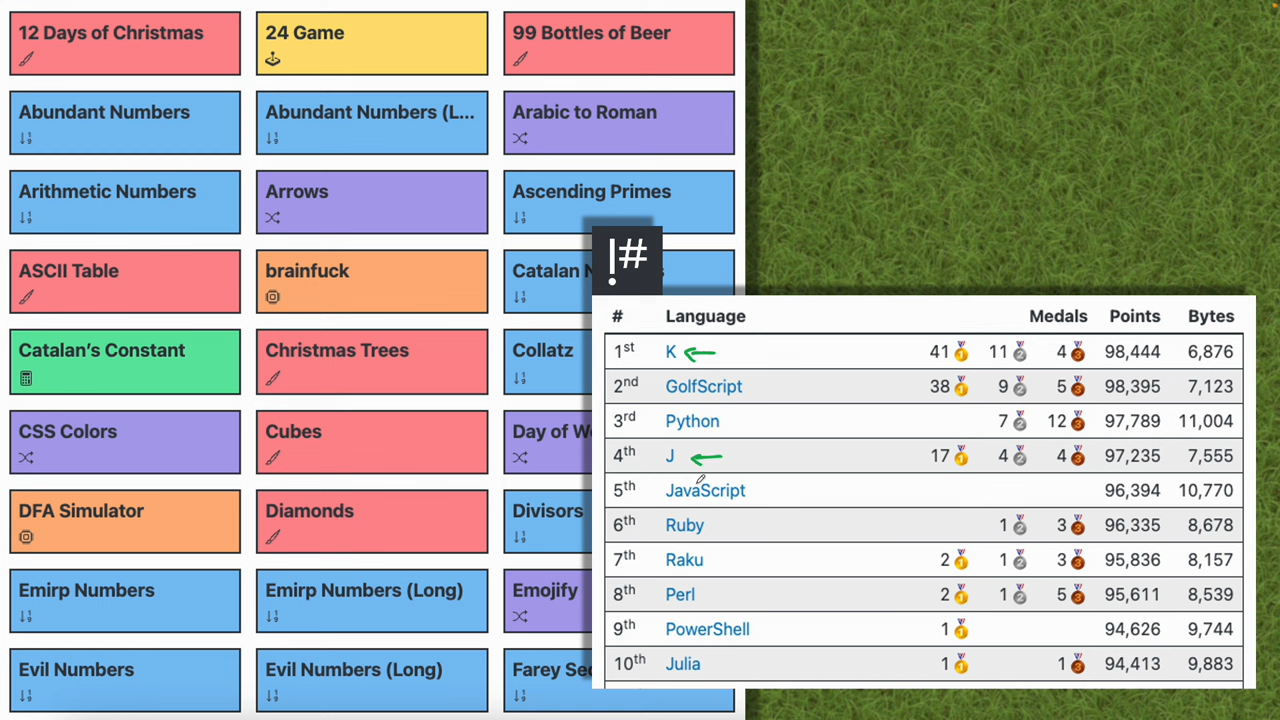 12 Days of Christmas
24 Game
99 Bottles of Beer
Abundant Numbers
Abundant Numbers (L...
Arabic to Roman
Arithmetic Numbers
Arrows
Ascending Primes
ASCII Table
brainfuck
Catalan
Catalan's Constant
Christmas Trees
Collatz
CSS Colors
Cubes
Day of
DFA Simulator
Diamonds
Divisors
Emirp Numbers
Emirp Numbers (Long)
Emojify
Evil Numbers
Evil Numbers (Long)
Farey
!#
# Language Medals Points Bytes
1st K 41 11 4 98,444 6,876
2nd GolfScript 38 9 5 98,395 7,123
3rd Python 7 12 97,789 11,004
4th J 17 4 4 97,235 7,555
5th JavaScript 96,394 10,770
6th Ruby 1 3 96,335 8,678
7th Raku 2 1 3 95,836 8,157
8th Perl 2 1 5 95,611 8,539
9th PowerShell 1 94,626 9,744
10th Julia 1 1 94,413 9,883